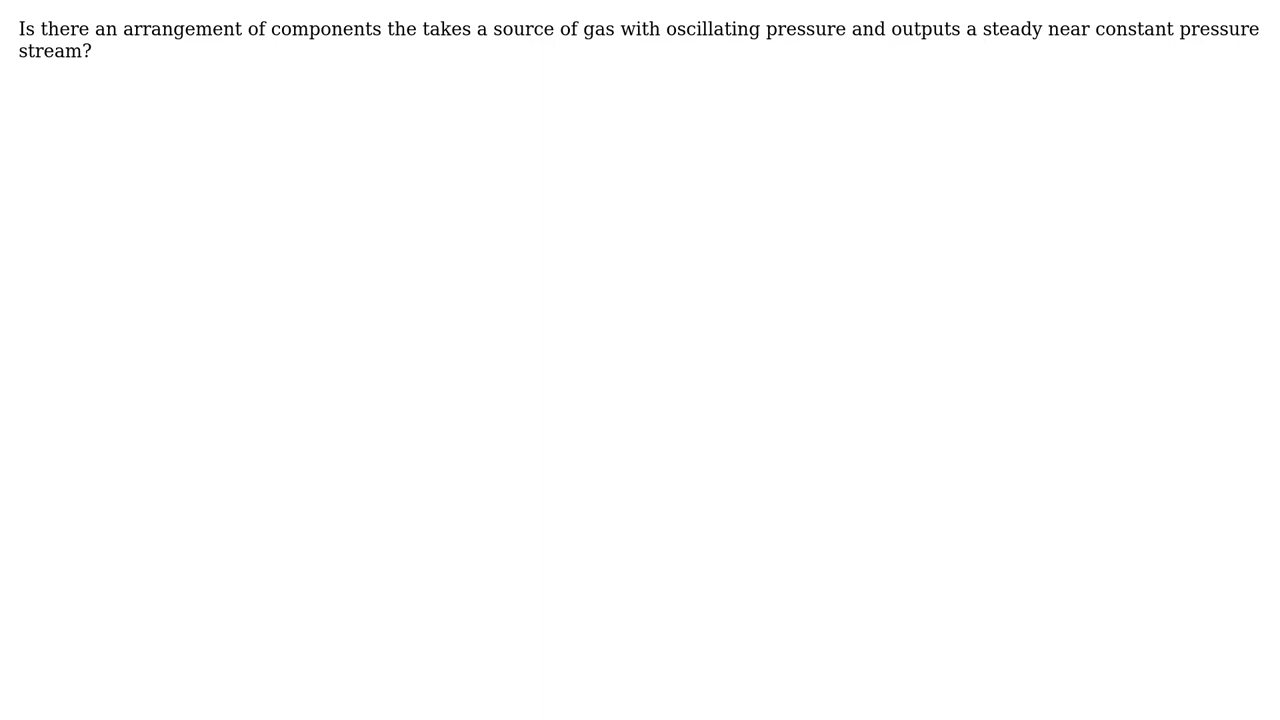 Is there an arrangement of components the takes a source of gas with oscillating pressure and outputs a steady near constant pressure
stream?